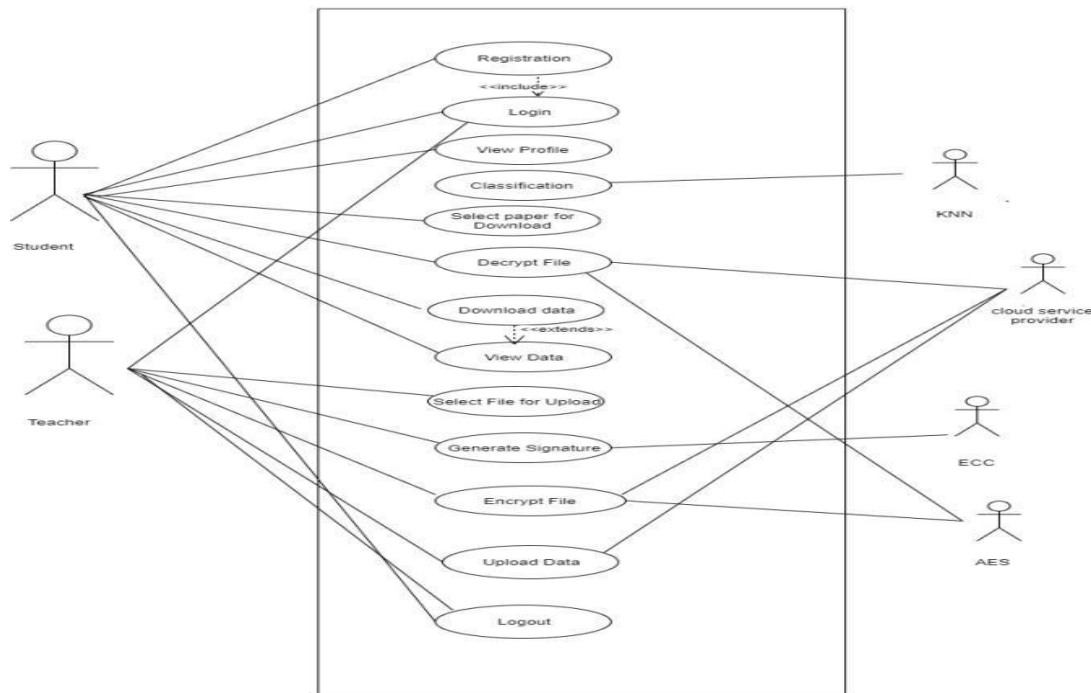 Registration
<<include>>
Login
View Profile
Classification
Select paper for
Download
Decrypt File
Download data
<<extends>>
View Data
Select File for Upload
Generate Signature
Encrypt File
Upload Data
Logout
Student
Teacher
KNN
cloud service
provider
ECC
AES